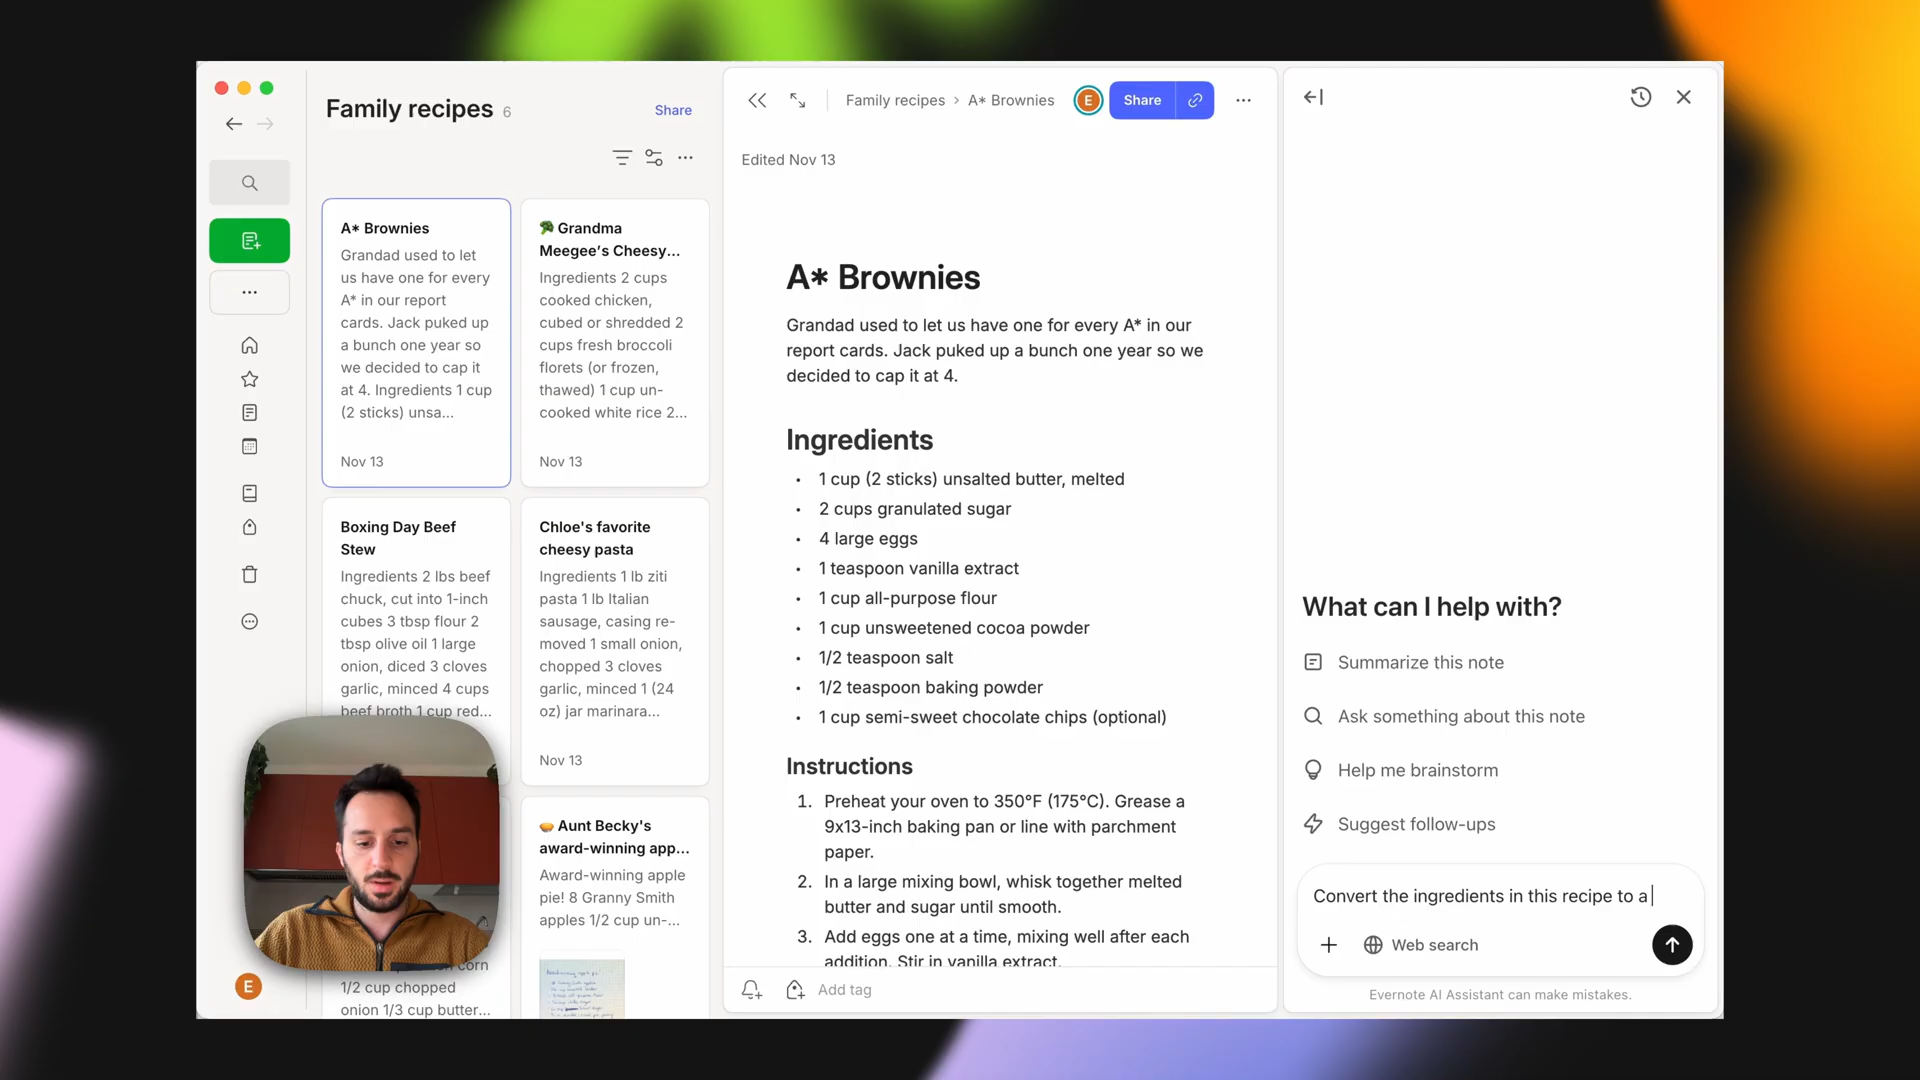 Family recipes 6
Share
A* Brownies
Grandad used to let
us have one for every
A* in our report
cards. Jack puked up
a bunch one year so
we decided to cap it
at 4. Ingredients 1 cup
(2 sticks) unsa...
Nov 13
Grandma
Meegee's Cheesy...
Ingredients 2 cups
cooked chicken,
cubed or shredded 2
cups fresh broccoli
florets (or frozen,
thawed) 1 cup un-
cooked white rice 2...
Nov 13
Boxing Day Beef
Stew
Ingredients 2 lbs beef
chuck, cut into 1-inch
cubes 3 tbsp flour 2
tbsp olive oil 1 large
onion, diced 3 cloves
garlic, minced 4 cups
beef broth 1 cup red...
Chloe's favorite
cheesy pasta
Ingredients 1 lb ziti
pasta 1 lb Italian
sausage, casing re-
moved 1 small onion,
chopped 3 cloves
garlic, minced 1 (24
oz) jar marinara...
Nov 13
corn
1/2 cup chopped
onion 1/3 cup butter...
Aunt Becky's
award-winning app...
Award-winning apple
pie! 8 Granny Smith
apples 1/2 cup un-...
E
Family recipes > A* Brownies
E
Share
Edited Nov 13
A* Brownies
Grandad used to let us have one for every A* in our
report cards. Jack puked up a bunch one year so we
decided to cap it at 4.
Ingredients
• 1 cup (2 sticks) unsalted butter, melted
• 2 cups granulated sugar
• 4 large eggs
• 1 teaspoon vanilla extract
• 1 cup all-purpose flour
• 1 cup unsweetened cocoa powder
• 1/2 teaspoon salt
• 1/2 teaspoon baking powder
• 1 cup semi-sweet chocolate chips (optional)
Instructions
1. Preheat your oven to 350°F (175°C). Grease a
9x13-inch baking pan or line with parchment
paper.
2. In a large mixing bowl, whisk together melted
butter and sugar until smooth.
3. Add eggs one at a time, mixing well after each
addition. Stir in vanilla extract.
Add tag
What can I help with?
Summarize this note
Ask something about this note
Help me brainstorm
Suggest follow-ups
Convert the ingredients in this recipe to a
Web search
Evernote AI Assistant can make mistakes.